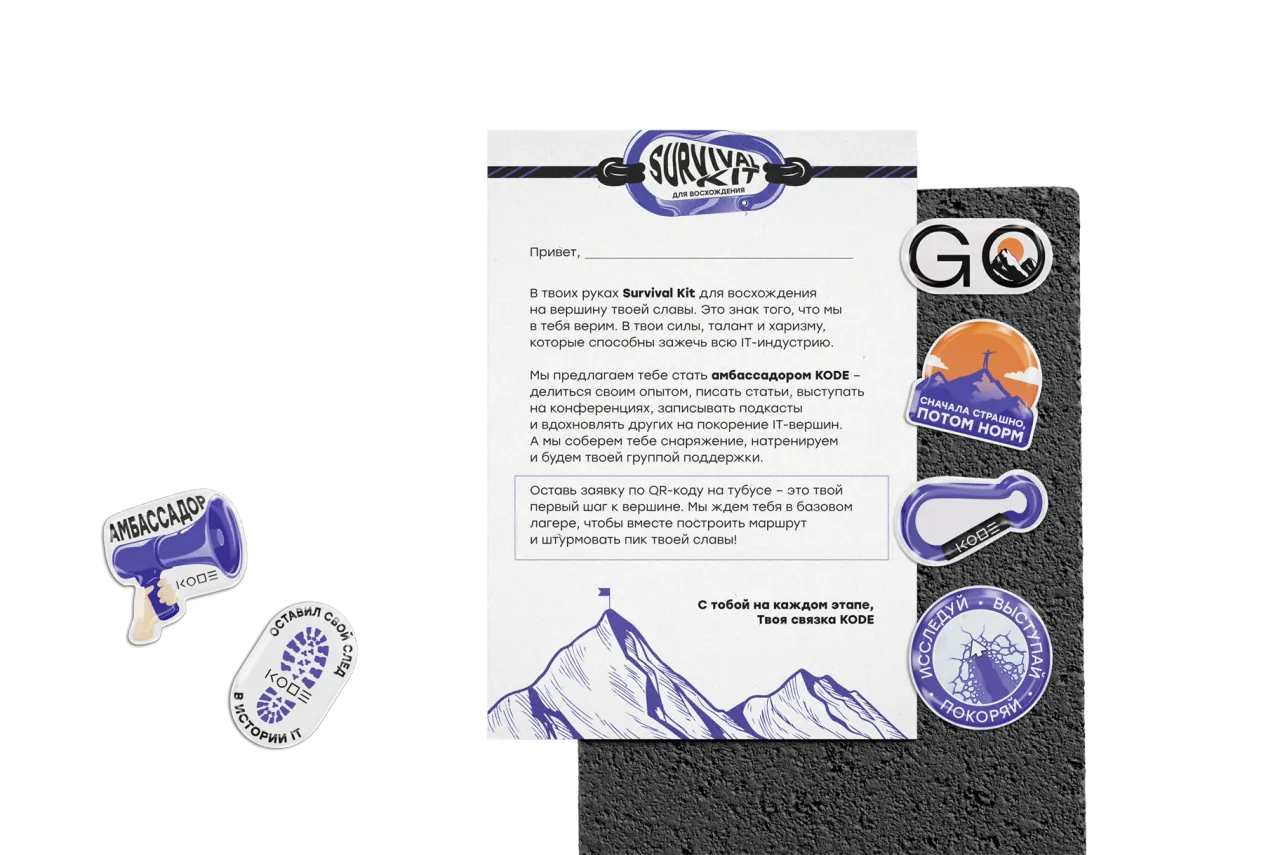 SURVIVAL
KIT
ДЛЯ ВОСХОЖДЕНИЯ
Привет,
В твоих руках Survival Kit для восхождения
на вершину твоей славы. Это знак того, что мы
в тебя верим. В твои силы, талант и харизму,
которые способны зажечь всю IT-индустрию.
Мы предлагаем тебе стать амбассадором KODE –
делиться своим опытом, писать статьи, выступать
на конференциях, записывать подкасты
и вдохновлять других на покорение IT-вершин.
А мы соберем тебе снаряжение, натренируем
и будем твоей группой поддержки.
Оставь заявку по QR-коду на тубусе – это твой
первый шаг к вершине. Мы ждем тебя в базовом
лагере, чтобы вместе построить маршрут
и штурмовать пик твоей славы!
С тобой на каждом этапе,
Твоя связка KODE
GO
СНАЧАЛА СТРАШНО,
ПОТОМ НОРМ
KODE
ИССЛЕДУЙ • ВЫСТУПАЙ • ПОКОРЯЙ •
АМБАССАДОР
KODE
ОСТАВИЛ СВОЙ СЛЕД
KODE
В ИСТОРИИ IT